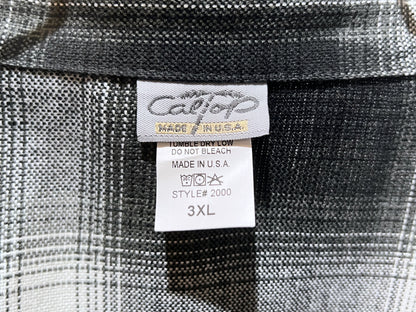 CalTop
MADE IN U.S.A.
TUMBLE DRY LOW
DO NOT BLEACH
MADE IN U.S.A.
STYLE# 2000
3XL